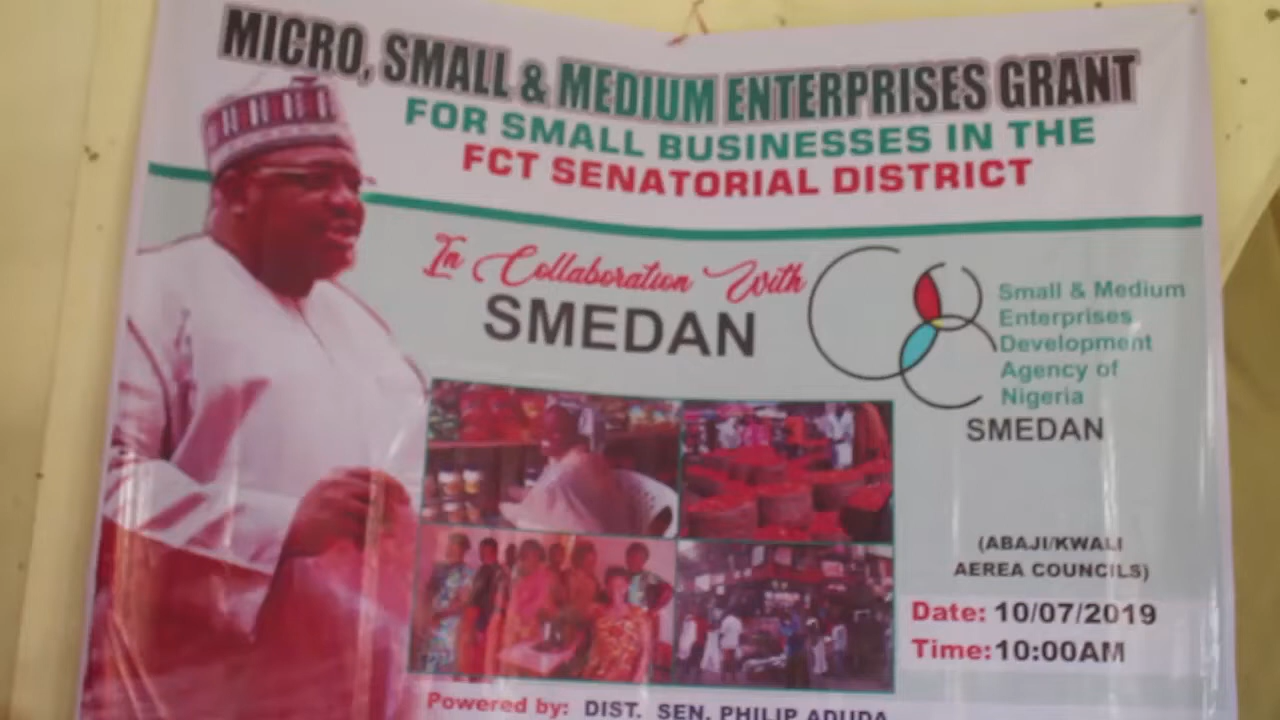 MICRO, SMALL & MEDIUM ENTERPRISES GRANT
FOR SMALL BUSINESSES IN THE
FCT SENATORIAL DISTRICT
In Collaboration With
SMEDAN
Small & Medium
Enterprises
Development
Agency of
Nigeria
SMEDAN
(ABAJI/KWALI
AEREA COUNCILS)
Date: 10/07/2019
Time: 10:00AM
Powered by: DIST. SEN. PHILIP ADUDA